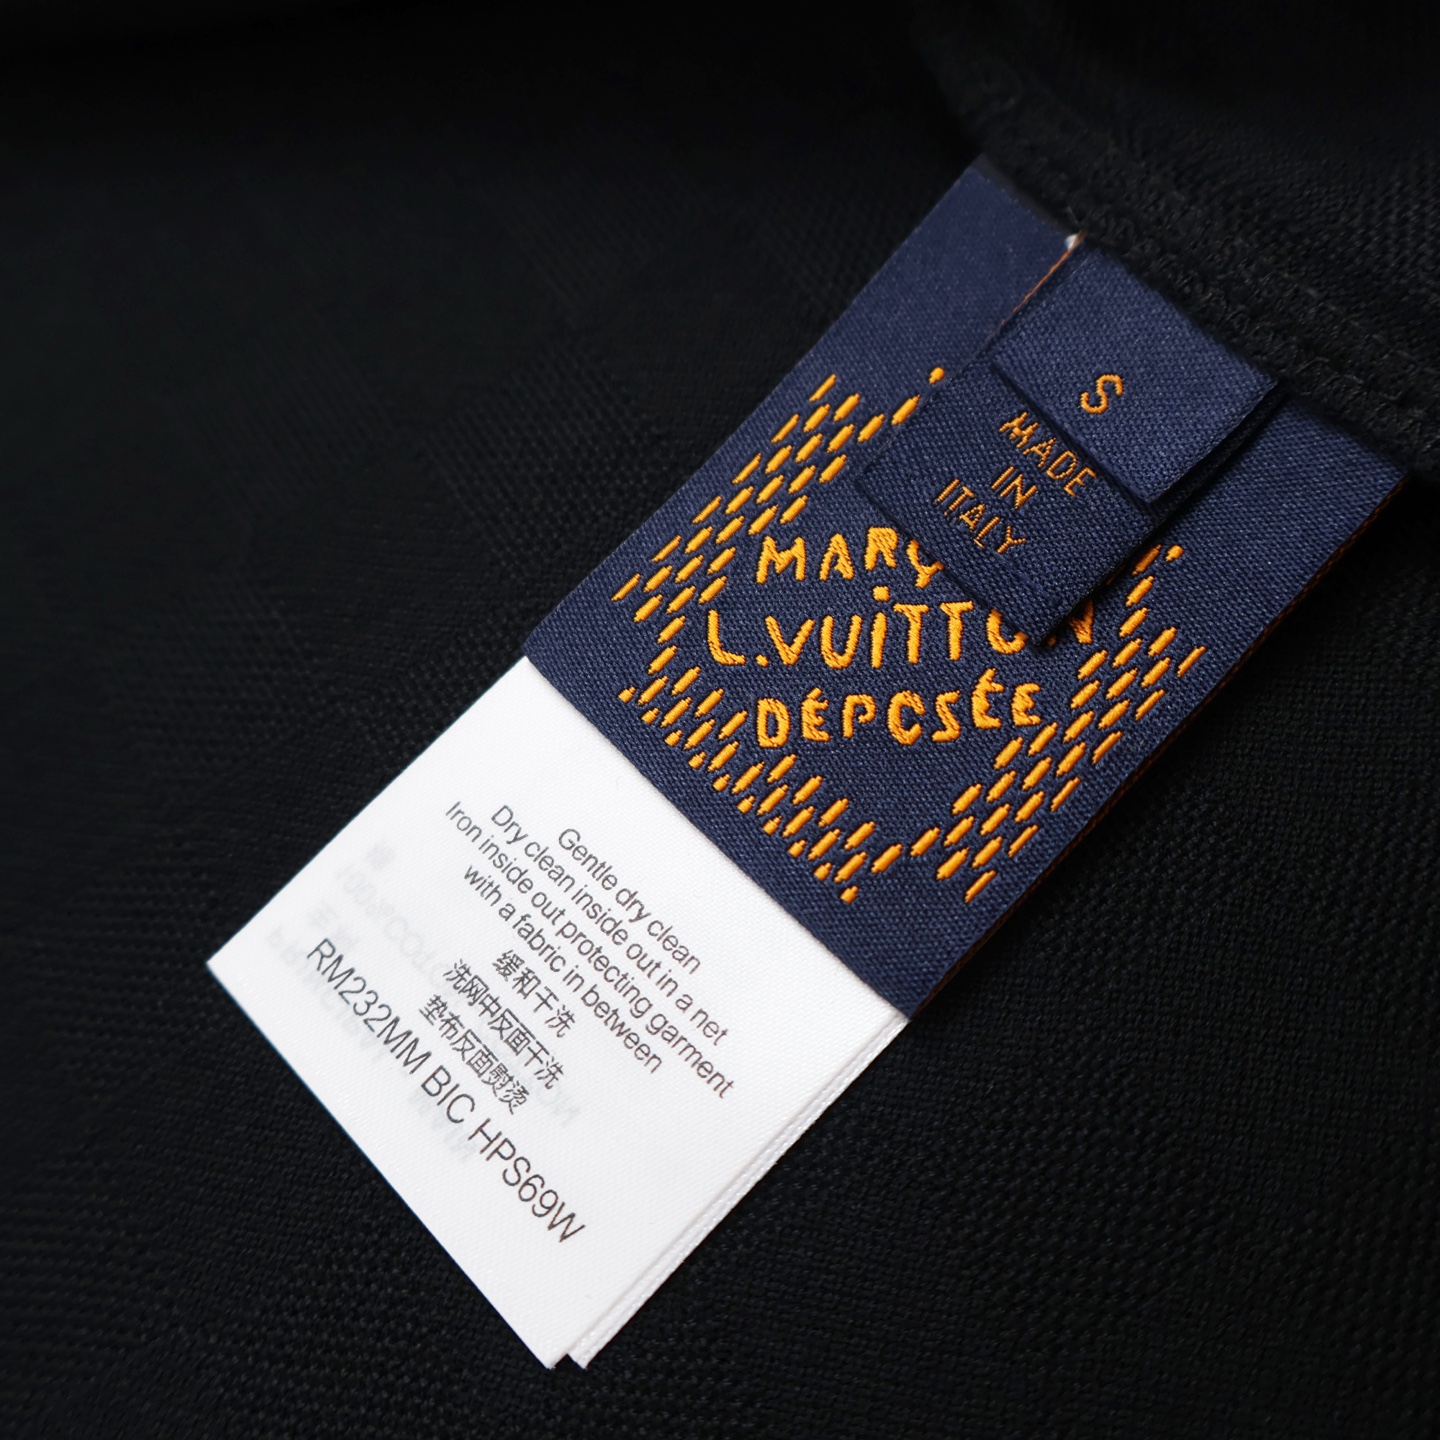 S
MADE
IN
ITALY
MARY
L.VUITTON
DÉPOSÉE
Gentle dry clean
Dry clean inside out in a net
Iron inside out protecting garment
with a fabric in between
缓和干洗
洗网中反面干洗
垫布反面熨烫
RM232MM BIC HPS69W